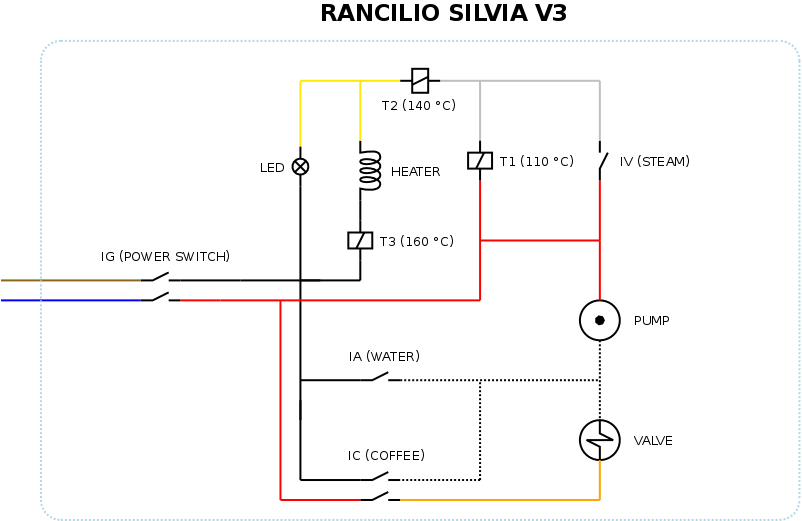 RANCILIO SILVIA V3
T2 (140 °C)
LED
HEATER
T1 (110 °C)
IV (STEAM)
T3 (160 °C)
IG (POWER SWITCH)
PUMP
IA (WATER)
VALVE
IC (COFFEE)